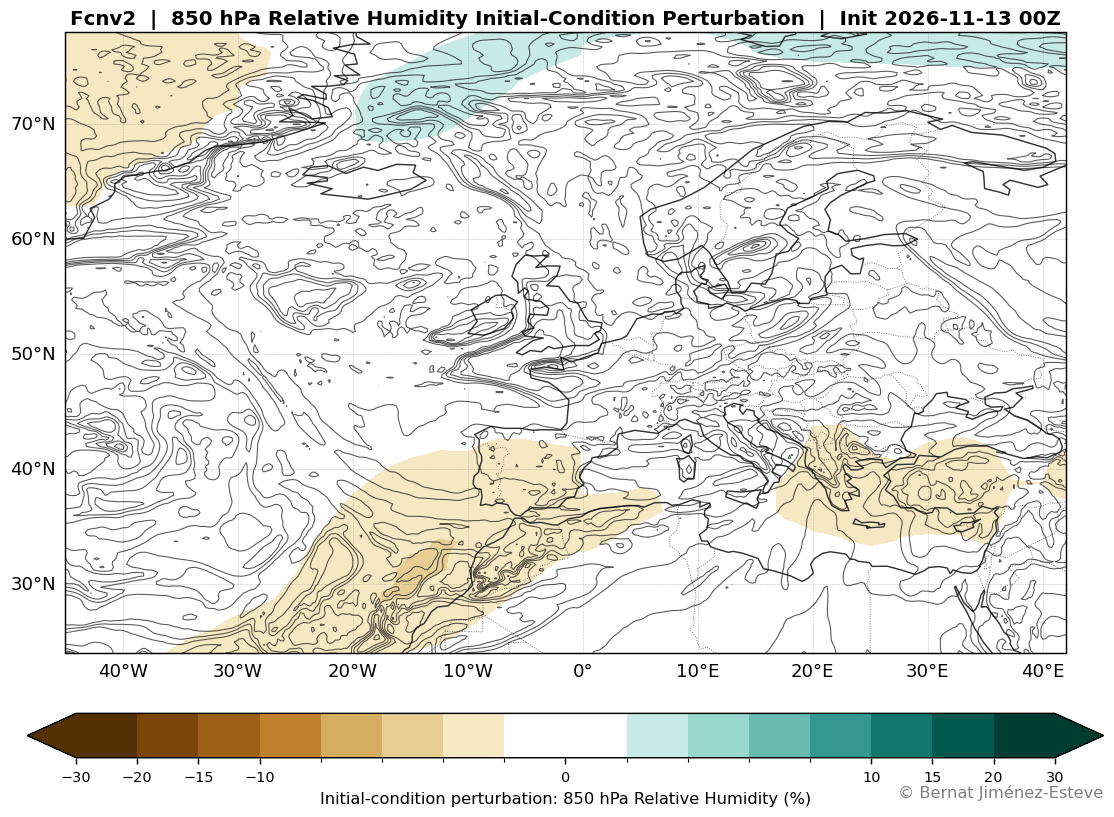 Fcnv2 | 850 hPa Relative Humidity Initial-Condition Perturbation | Init 2026-11-13 00Z
70°N
60°N
50°N
40°N
30°N
40°W 30°W 20°W 10°W 0° 10°E 20°E 30°E 40°E
−30 −20 −15 −10 0 10 15 20 30
Initial-condition perturbation: 850 hPa Relative Humidity (%)
© Bernat Jiménez-Esteve